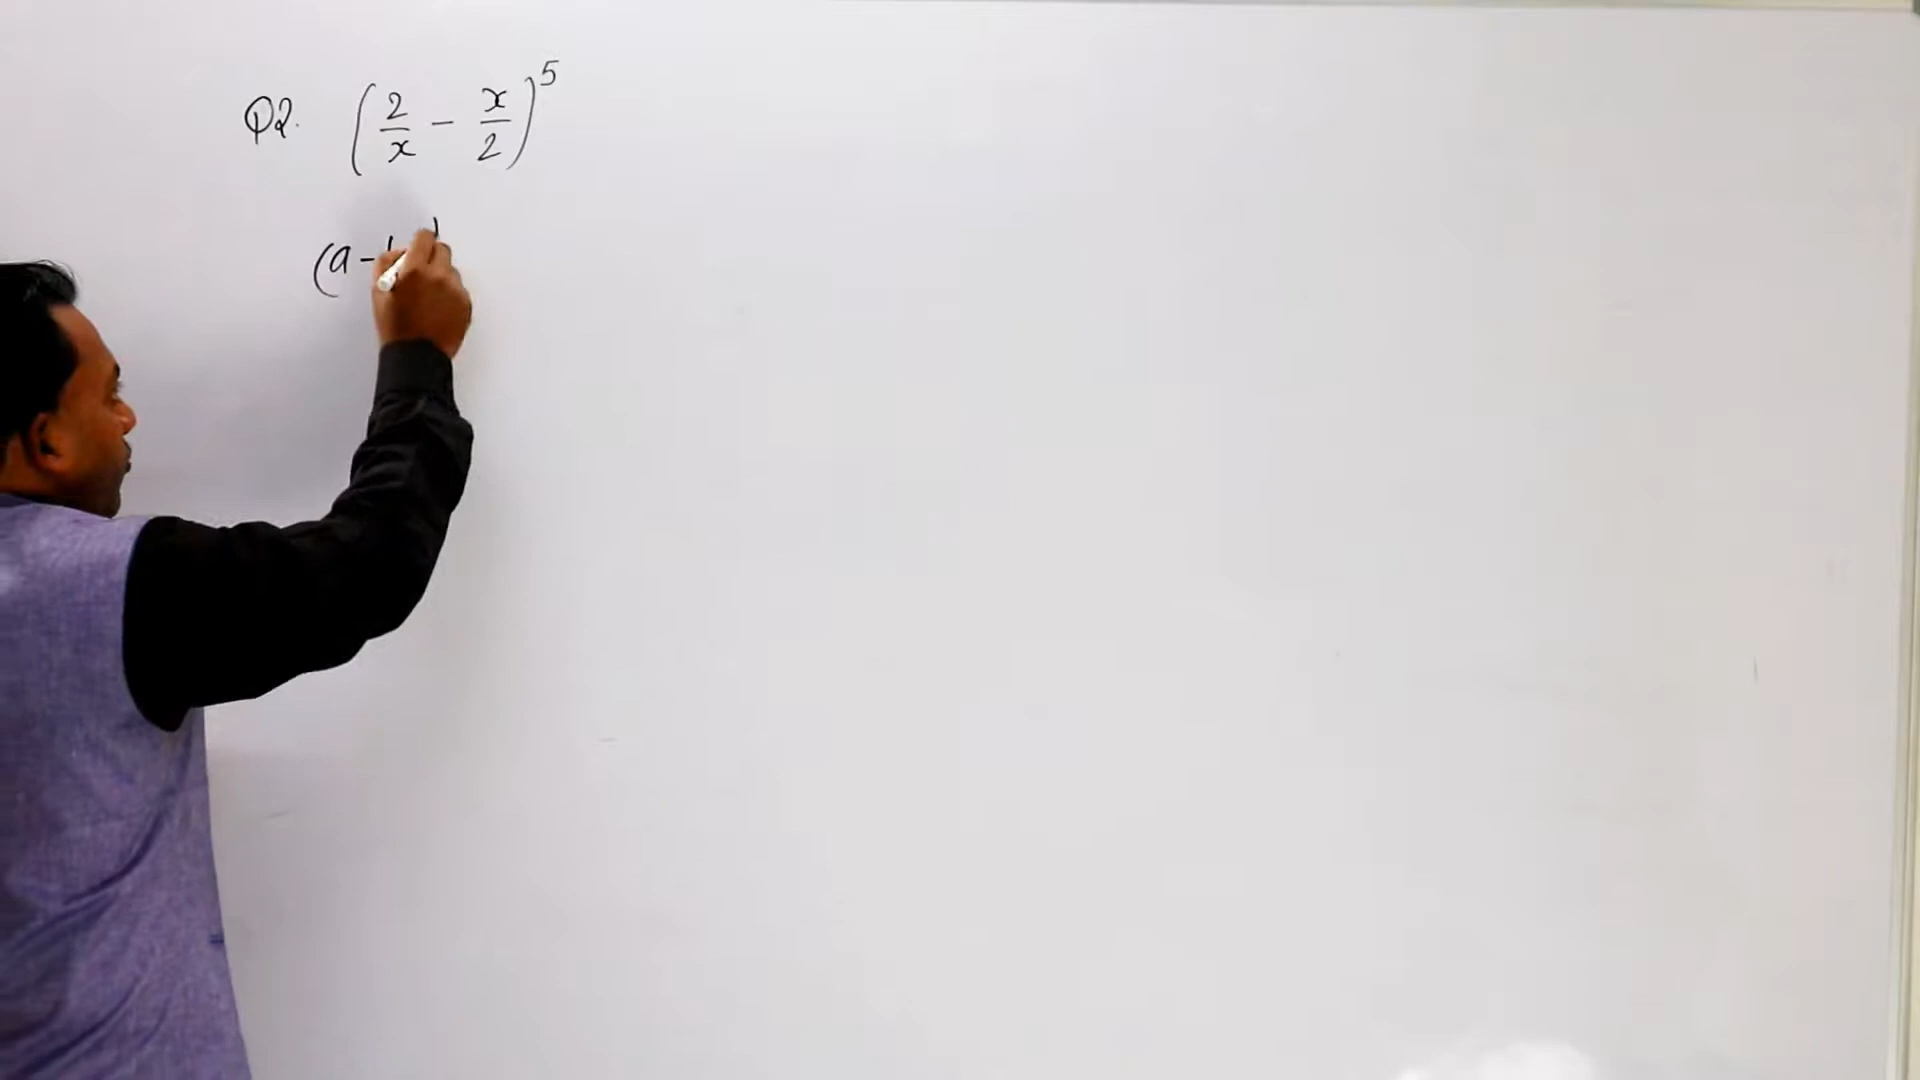 Q2. (2/x - x/2)^5
(a -